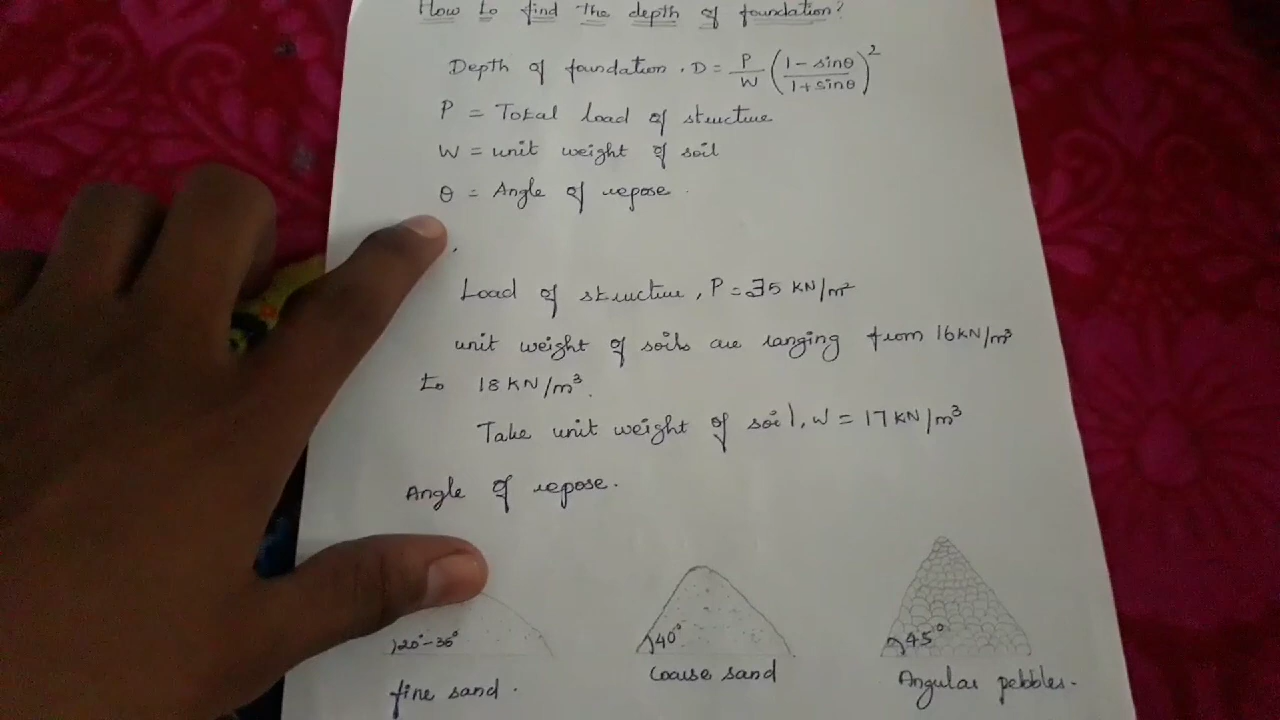 How to find the depth of foundation?
Depth of foundation, D = P/W (1 - sinθ / 1 + sinθ)²
P = Total load of structure
W = unit weight of soil
θ = Angle of repose.
Load of structure, P = 35 KN/m²
unit weight of soils are ranging from 16KN/m³
to 18 KN/m³.
Take unit weight of soil, W = 17 KN/m³
Angle of repose.
20°-36° 40° 45°
fine sand. Coarse sand Angular pebbles.